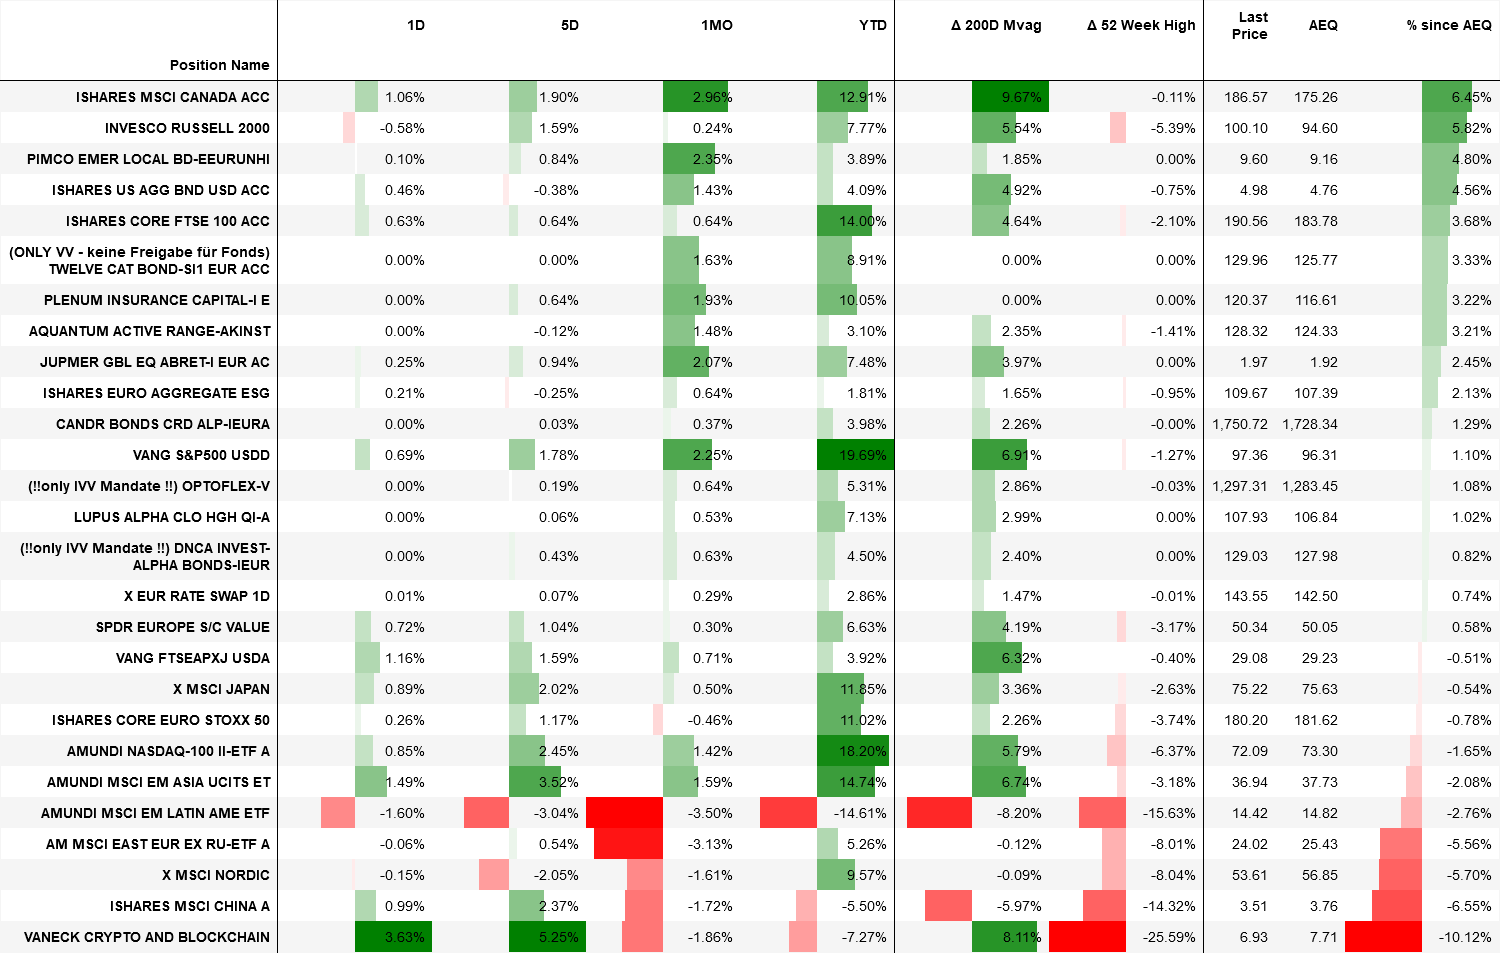 Position Name 1D 5D 1MO YTD Δ 200D Mvag Δ 52 Week High Last Price AEQ % since AEQ
ISHARES MSCI CANADA ACC 1.06% 1.90% 2.96% 12.91% 9.67% -0.11% 186.57 175.26 6.45%
INVESCO RUSSELL 2000 -0.58% 1.59% 0.24% 7.77% 5.54% -5.39% 100.10 94.60 5.82%
PIMCO EMER LOCAL BD-EEURUNHI 0.10% 0.84% 2.35% 3.89% 1.85% 0.00% 9.60 9.16 4.80%
ISHARES US AGG BND USD ACC 0.46% -0.38% 1.43% 4.09% 4.92% -0.75% 4.98 4.76 4.56%
ISHARES CORE FTSE 100 ACC 0.63% 0.64% 0.64% 14.00% 4.64% -2.10% 190.56 183.78 3.68%
(ONLY VV - keine Freigabe für Fonds)
TWELVE CAT BOND-SI1 EUR ACC 0.00% 0.00% 1.63% 8.91% 0.00% 0.00% 129.96 125.77 3.33%
PLENUM INSURANCE CAPITAL-I E 0.00% 0.64% 1.93% 10.05% 0.00% 0.00% 120.37 116.61 3.22%
AQUANTUM ACTIVE RANGE-AKINST 0.00% -0.12% 1.48% 3.10% 2.35% -1.41% 128.32 124.33 3.21%
JUPMER GBL EQ ABRET-I EUR AC 0.25% 0.94% 2.07% 7.48% 3.97% 0.00% 1.97 1.92 2.45%
ISHARES EURO AGGREGATE ESG 0.21% -0.25% 0.64% 1.81% 1.65% -0.95% 109.67 107.39 2.13%
CANDR BONDS CRD ALP-IEURA 0.00% 0.03% 0.37% 3.98% 2.26% -0.00% 1,750.72 1,728.34 1.29%
VANG S&P500 USDD 0.69% 1.78% 2.25% 19.69% 6.91% -1.27% 97.36 96.31 1.10%
(!!only IVV Mandate !!) OPTOFLEX-V 0.00% 0.19% 0.64% 5.31% 2.86% -0.03% 1,297.31 1,283.45 1.08%
LUPUS ALPHA CLO HGH QI-A 0.00% 0.06% 0.53% 7.13% 2.99% 0.00% 107.93 106.84 1.02%
(!!only IVV Mandate !!) DNCA INVEST-
ALPHA BONDS-IEUR 0.00% 0.43% 0.63% 4.50% 2.40% 0.00% 129.03 127.98 0.82%
X EUR RATE SWAP 1D 0.01% 0.07% 0.29% 2.86% 1.47% -0.01% 143.55 142.50 0.74%
SPDR EUROPE S/C VALUE 0.72% 1.04% 0.30% 6.63% 4.19% -3.17% 50.34 50.05 0.58%
VANG FTSEAPXJ USDA 1.16% 1.59% 0.71% 3.92% 6.32% -0.40% 29.08 29.23 -0.51%
X MSCI JAPAN 0.89% 2.02% 0.50% 11.85% 3.36% -2.63% 75.22 75.63 -0.54%
ISHARES CORE EURO STOXX 50 0.26% 1.17% -0.46% 11.02% 2.26% -3.74% 180.20 181.62 -0.78%
AMUNDI NASDAQ-100 II-ETF A 0.85% 2.45% 1.42% 18.20% 5.79% -6.37% 72.09 73.30 -1.65%
AMUNDI MSCI EM ASIA UCITS ET 1.49% 3.52% 1.59% 14.74% 6.74% -3.18% 36.94 37.73 -2.08%
AMUNDI MSCI EM LATIN AME ETF -1.60% -3.04% -3.50% -14.61% -8.20% -15.63% 14.42 14.82 -2.76%
AM MSCI EAST EUR EX RU-ETF A -0.06% 0.54% -3.13% 5.26% -0.12% -8.01% 24.02 25.43 -5.56%
X MSCI NORDIC -0.15% -2.05% -1.61% 9.57% -0.09% -8.04% 53.61 56.85 -5.70%
ISHARES MSCI CHINA A 0.99% 2.37% -1.72% -5.50% -5.97% -14.32% 3.51 3.76 -6.55%
VANECK CRYPTO AND BLOCKCHAIN 3.63% 5.25% -1.86% -7.27% 8.11% -25.59% 6.93 7.71 -10.12%